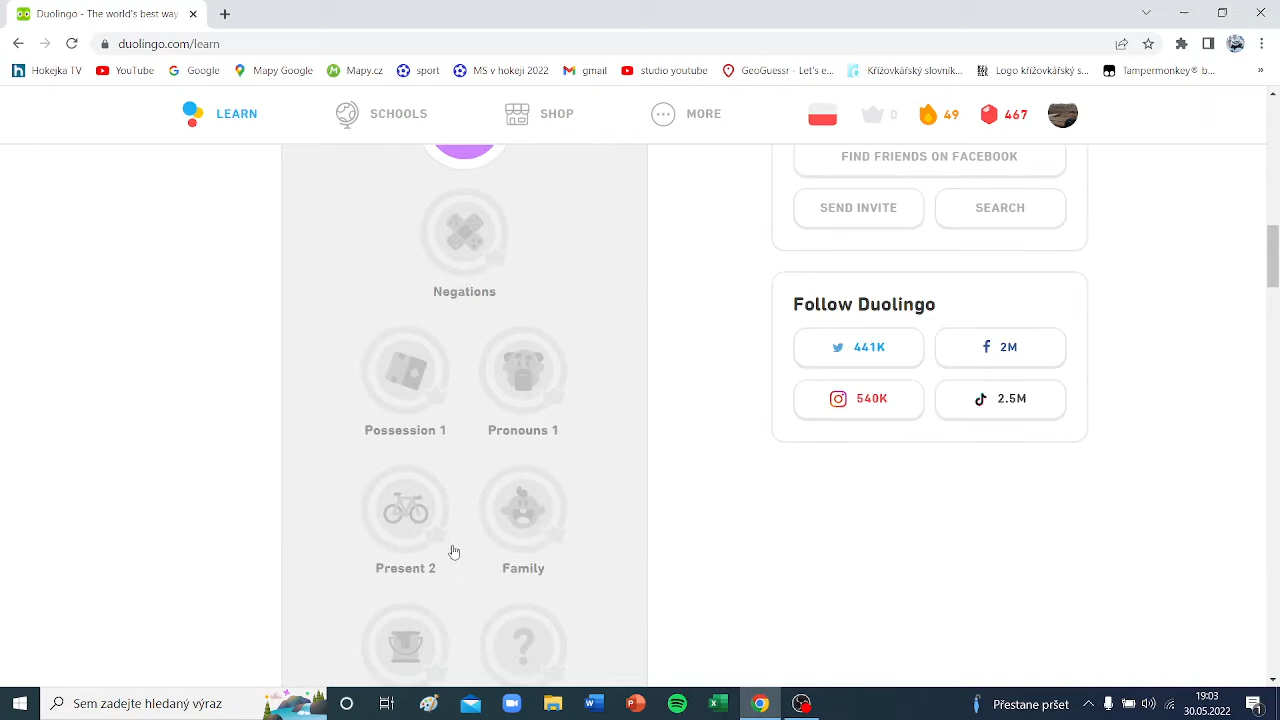 Duolingo - The world's best wa
duolingo.com/learn
Hokejka TV
YouTube
Google
Mapy Google
Mapy.cz
sport
MS v hokeji 2022 -...
gmail
studio youtube
GeoGuessr - Let's e...
Křížovkářský slovník...
Logo křížovkářský s...
Tampermonkey® b...
LEARN
SCHOOLS
SHOP
MORE
0
49
467
Negations
Possession 1
Pronouns 1
Present 2
Family
?
FIND FRIENDS ON FACEBOOK
SEND INVITE
SEARCH
Follow Duolingo
441K
2M
540K
2.5M
Sem zadejte hledaný výraz
Přestaňte přest
19:03
30.05.2022